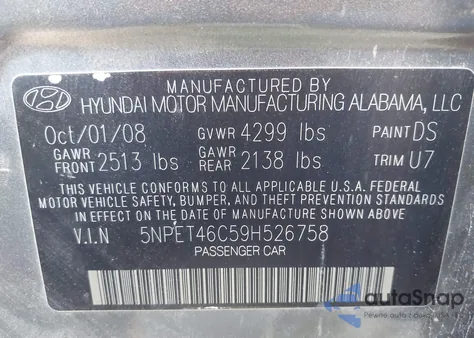 MANUFACTURED BY
HYUNDAI MOTOR MANUFACTURING ALABAMA, LLC
Oct/01/08 GVWR 4299 lbs PAINT DS
GAWR FRONT 2513 lbs GAWR REAR 2138 lbs TRIM U7
THIS VEHICLE CONFORMS TO ALL APPLICABLE U.S.A. FEDERAL
MOTOR VEHICLE SAFETY, BUMPER, AND THEFT PREVENTION
STANDARDS IN EFFECT ON THE DATE OF MANUFACTURE SHOWN ABOVE.
V.I.N 5NPET46C59H526758
PASSENGER CAR
autoSnap
Pewne auto z